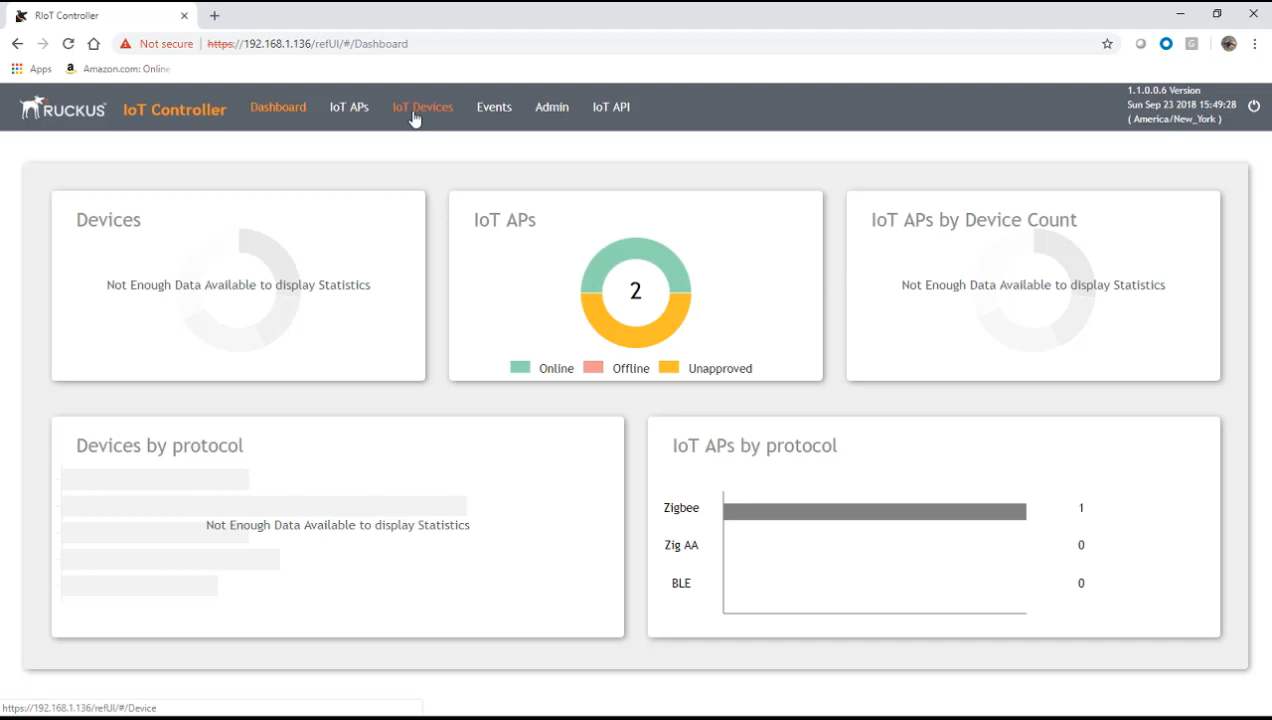 RIoT Controller
Not secure | https://192.168.1.136/refUI/#/Dashboard
Apps Amazon.com: Online
RUCKUS IoT Controller Dashboard IoT APs IoT Devices Events Admin IoT API
1.1.0.0.6 Version
Sun Sep 23 2018 15:49:28
( America/New_York )
Devices
Not Enough Data Available to display Statistics
IoT APs
2
Online Offline Unapproved
IoT APs by Device Count
Not Enough Data Available to display Statistics
Devices by protocol
Not Enough Data Available to display Statistics
IoT APs by protocol
Zigbee 1
Zig AA 0
BLE 0
https://192.168.1.136/refUI/#/Device